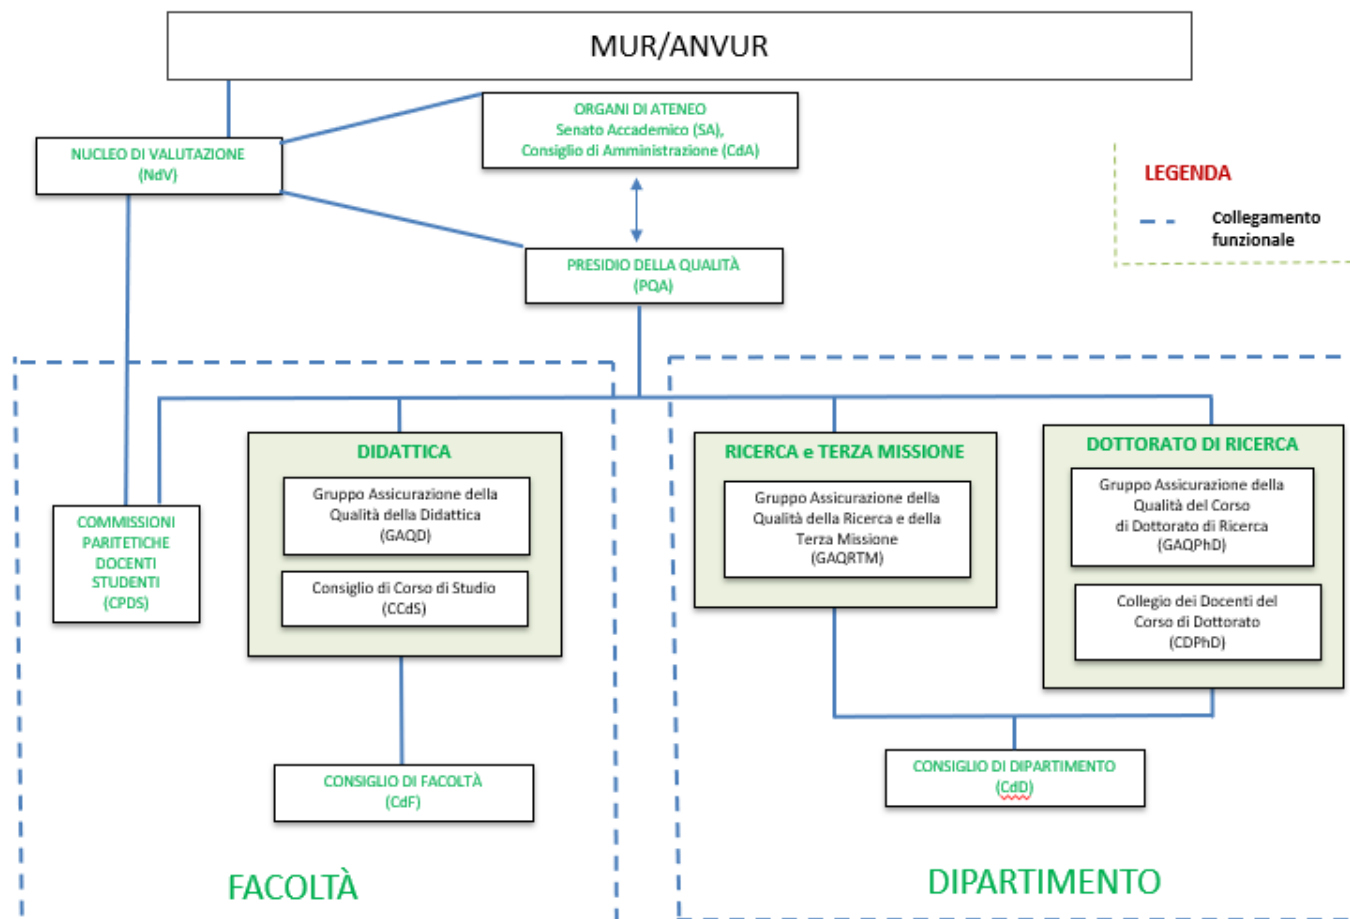 MUR/ANVUR
ORGANI DI ATENEO
Senato Accademico (SA),
Consiglio di Amministrazione (CdA)
NUCLEO DI VALUTAZIONE
(NdV)
LEGENDA
Collegamento
funzionale
PRESIDIO DELLA QUALITÀ
(PQA)
DIDATTICA
Gruppo Assicurazione della
Qualità della Didattica
(GAQD)
Consiglio di Corso di Studio
(CCdS)
COMMISSIONI
PARITETICHE
DOCENTI
STUDENTI
(CPDS)
RICERCA e TERZA MISSIONE
Gruppo Assicurazione della
Qualità della Ricerca e della
Terza Missione
(GAQRTM)
DOTTORATO DI RICERCA
Gruppo Assicurazione della
Qualità del Corso
di Dottorato di Ricerca
(GAQPhD)
Collegio dei Docenti del
Corso di Dottorato
(CDPhD)
CONSIGLIO DI FACOLTÀ
(CdF)
CONSIGLIO DI DIPARTIMENTO
(CdD)
FACOLTÀ
DIPARTIMENTO